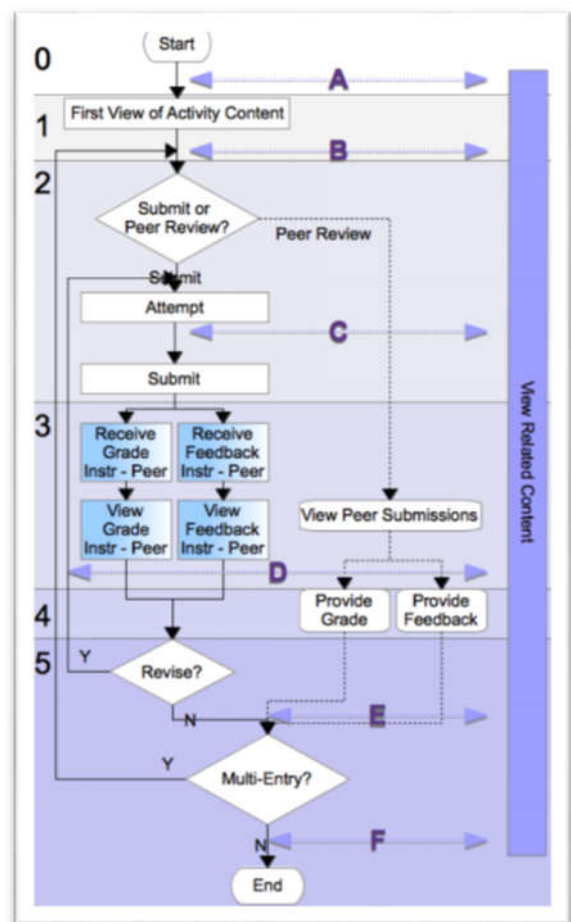 0
Start
A
1
First View of Activity Content
B
2
Submit or
Peer Review?
Peer Review
Submit
Attempt
C
Submit
3
Receive
Grade
Instr - Peer
Receive
Feedback
Instr - Peer
View
Grade
Instr - Peer
View
Feedback
Instr - Peer
View Peer Submissions
View Related Content
D
4
Provide
Grade
Provide
Feedback
5
Y
Revise?
N
E
Y
Multi-Entry?
N
F
End